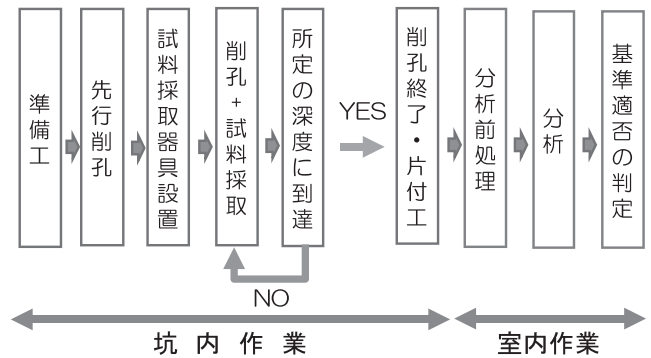 準備工
先行削孔
試料採取器具設置
削孔+試料採取
所定の深度に到達
YES
NO
削孔終了・片付工
分析前処理
分析
基準適否の判定
坑内作業
室内作業